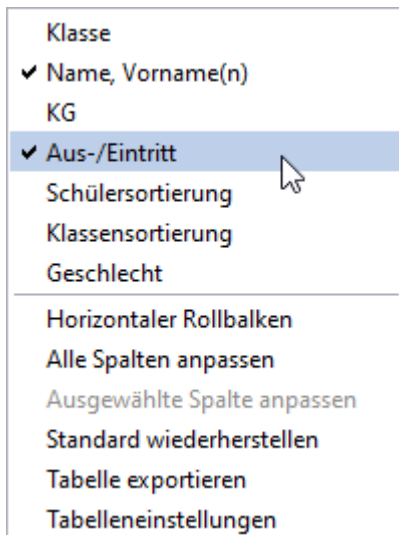 Klasse
Name, Vorname(n)
KG
Aus-/Eintritt
Schülersortierung
Klassensortierung
Geschlecht
Horizontaler Rollbalken
Alle Spalten anpassen
Ausgewählte Spalte anpassen
Standard wiederherstellen
Tabelle exportieren
Tabelleneinstellungen